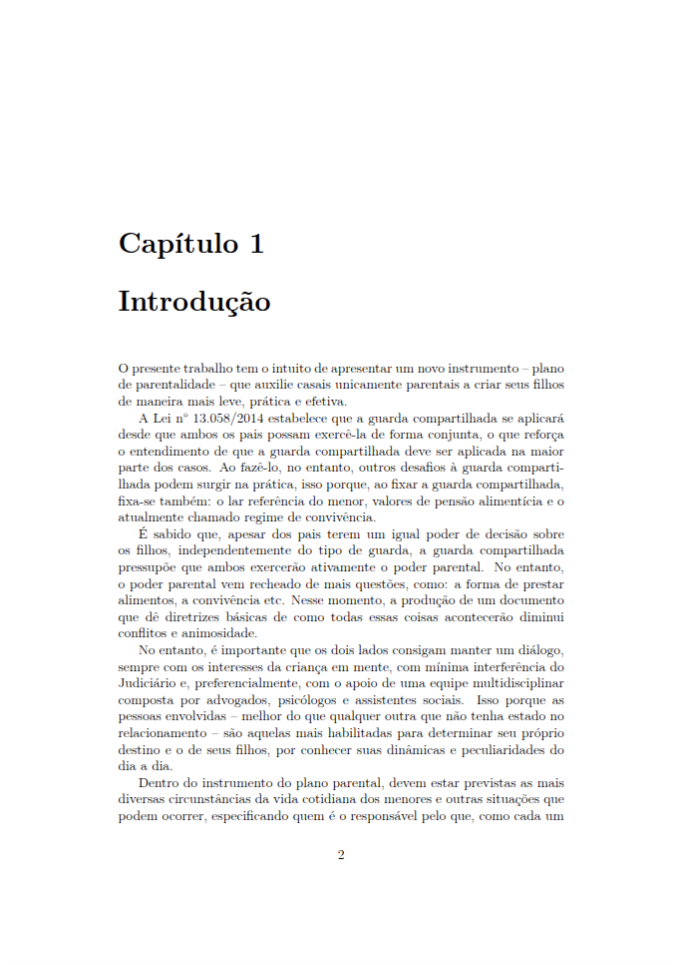 Capítulo 1
Introdução
O presente trabalho tem o intuito de apresentar um novo instrumento – plano
de parentalidade – que auxilie casais unicamente parentais a criar seus filhos
de maneira mais leve, prática e efetiva.
A Lei n° 13.058/2014 estabelece que a guarda compartilhada se aplicará
desde que ambos os pais possam exercê-la de forma conjunta, o que reforça
o entendimento de que a guarda compartilhada deve ser aplicada na maior
parte dos casos. Ao fazê-lo, no entanto, outros desafios à guarda comparti-
lhada podem surgir na prática, isso porque, ao fixar a guarda compartilhada,
fixa-se também: o lar referência do menor, valores de pensão alimentícia e o
atualmente chamado regime de convivência.
É sabido que, apesar dos pais terem um igual poder de decisão sobre
os filhos, independentemente do tipo de guarda, a guarda compartilhada
pressupõe que ambos exercerão ativamente o poder parental. No entanto,
o poder parental vem recheado de mais questões, como: a forma de prestar
alimentos, a convivência etc. Nesse momento, a produção de um documento
que dê diretrizes básicas de como todas essas coisas acontecerão diminui
conflitos e animosidade.
No entanto, é importante que os dois lados consigam manter um diálogo,
sempre com os interesses da criança em mente, com mínima interferência do
Judiciário e, preferencialmente, com o apoio de uma equipe multidisciplinar
composta por advogados, psicólogos e assistentes sociais. Isso porque as
pessoas envolvidas – melhor do que qualquer outra que não tenha estado no
relacionamento – são aquelas mais habilitadas para determinar seu próprio
destino e o de seus filhos, por conhecer suas dinâmicas e peculiaridades do
dia a dia.
Dentro do instrumento do plano parental, devem estar previstas as mais
diversas circunstâncias da vida cotidiana dos menores e outras situações que
podem ocorrer, especificando quem é o responsável pelo que, como cada um
2